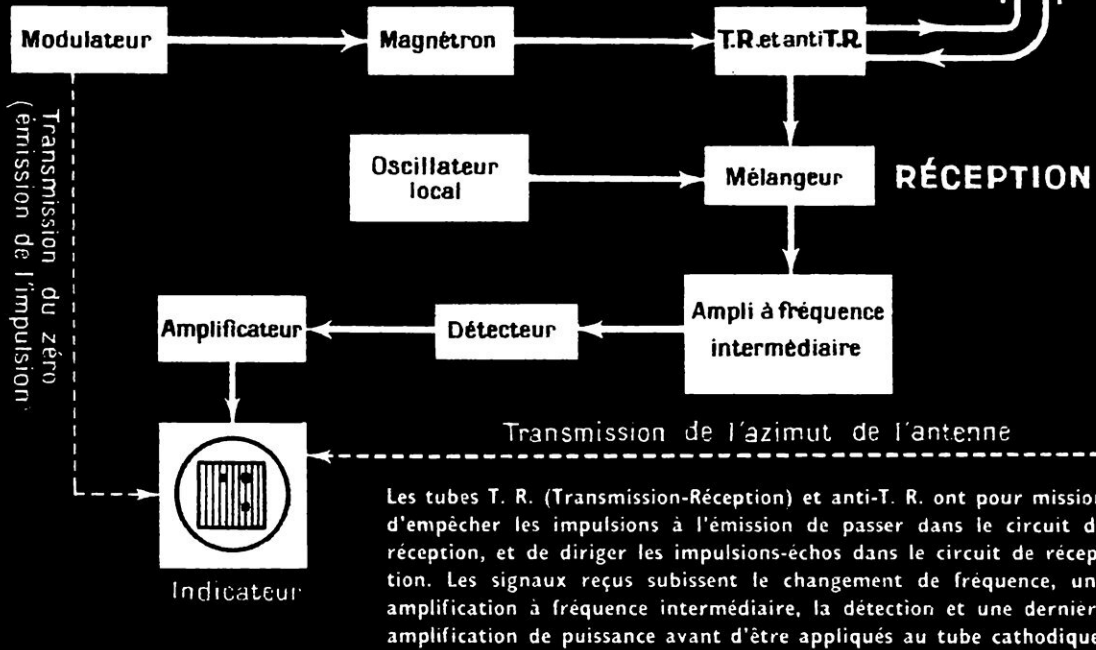 Modulateur
Magnétron
T.R. et anti T.R.
Transmission du zéro
(émission de l'impulsion
Oscillateur
local
Mélangeur
RÉCEPTION
Ampli à fréquence
intermédiaire
Détecteur
Amplificateur
Transmission de l'azimut de l'antenne
Indicateur
Les tubes T. R. (Transmission-Réception) et anti-T. R. ont pour mission
d'empêcher les impulsions à l'émission de passer dans le circuit d
réception, et de diriger les impulsions-échos dans le circuit de récep
tion. Les signaux reçus subissent le changement de fréquence, un
amplification à fréquence intermédiaire, la détection et une dernièr
amplification de puissance avant d'être appliqués au tube cathodique